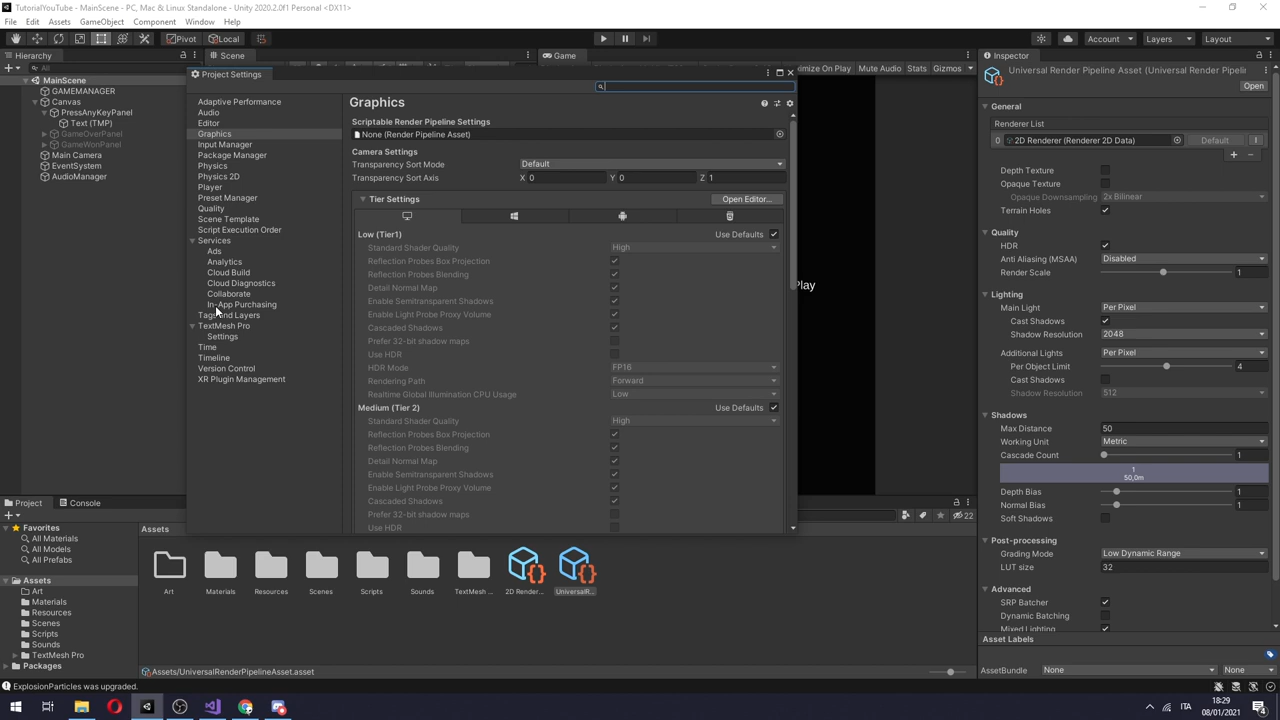 TutorialYouTube - MainScene - PC, Mac & Linux Standalone - Unity 2020.2.0f1 Personal <DX11>
File Edit Assets GameObject Component Window Help
Pivot Local Account Layers Layout
Hierarchy Scene Game Inspector
All
MainScene
GAMEMANAGER
Canvas
PressAnyKeyPanel
Text (TMP)
GameOverPanel
GameWonPanel
Main Camera
EventSystem
AudioManager
Project Settings
Adaptive Performance
Audio
Editor
Graphics
Input Manager
Package Manager
Physics
Physics 2D
Player
Preset Manager
Quality
Scene Template
Script Execution Order
Services
Ads
Analytics
Cloud Build
Cloud Diagnostics
Collaborate
In-App Purchasing
Tags and Layers
TextMesh Pro
Settings
Time
Timeline
Version Control
XR Plugin Management
Graphics
Scriptable Render Pipeline Settings
None (Render Pipeline Asset)
Camera Settings
Transparency Sort Mode Default
Transparency Sort Axis X 0 Y 0 Z 1
Tier Settings Open Editor...
Low (Tier1) Use Defaults
Standard Shader Quality High
Reflection Probes Box Projection
Reflection Probes Blending
Detail Normal Map
Enable Semitransparent Shadows
Enable Light Probe Proxy Volume
Cascaded Shadows
Prefer 32-bit shadow maps
Use HDR
HDR Mode FP16
Rendering Path Forward
Realtime Global Illumination CPU Usage Low
Medium (Tier 2) Use Defaults
Standard Shader Quality High
Reflection Probes Box Projection
Reflection Probes Blending
Detail Normal Map
Enable Semitransparent Shadows
Enable Light Probe Proxy Volume
Cascaded Shadows
Prefer 32-bit shadow maps
Use HDR
ximize On Play Mute Audio Stats Gizmos
Play
Universal Render Pipeline Asset (Universal Render Pipeli
Open
General
Renderer List
0 2D Renderer (Renderer 2D Data) Default
Depth Texture
Opaque Texture
Opaque Downsampling 2x Bilinear
Terrain Holes
Quality
HDR
Anti Aliasing (MSAA) Disabled
Render Scale 1
Lighting
Main Light Per Pixel
Cast Shadows
Shadow Resolution 2048
Additional Lights Per Pixel
Per Object Limit 4
Cast Shadows
Shadow Resolution 512
Shadows
Max Distance 50
Working Unit Metric
Cascade Count 1
1
50,0m
Depth Bias 1
Normal Bias 1
Soft Shadows
Post-processing
Grading Mode Low Dynamic Range
LUT size 32
Advanced
SRP Batcher
Dynamic Batching
Mixed Lighting
Asset Labels
AssetBundle None None
Project Console
22
Favorites
All Materials
All Models
All Prefabs
Assets
Art
Materials
Resources
Scenes
Scripts
Sounds
TextMesh Pro
Packages
Assets
Art Materials Resources Scenes Scripts Sounds TextMesh ... 2D Render... UniversalR...
Assets/UniversalRenderPipelineAsset.asset
ExplosionParticles was upgraded.
ITA
18:29
08/01/2021